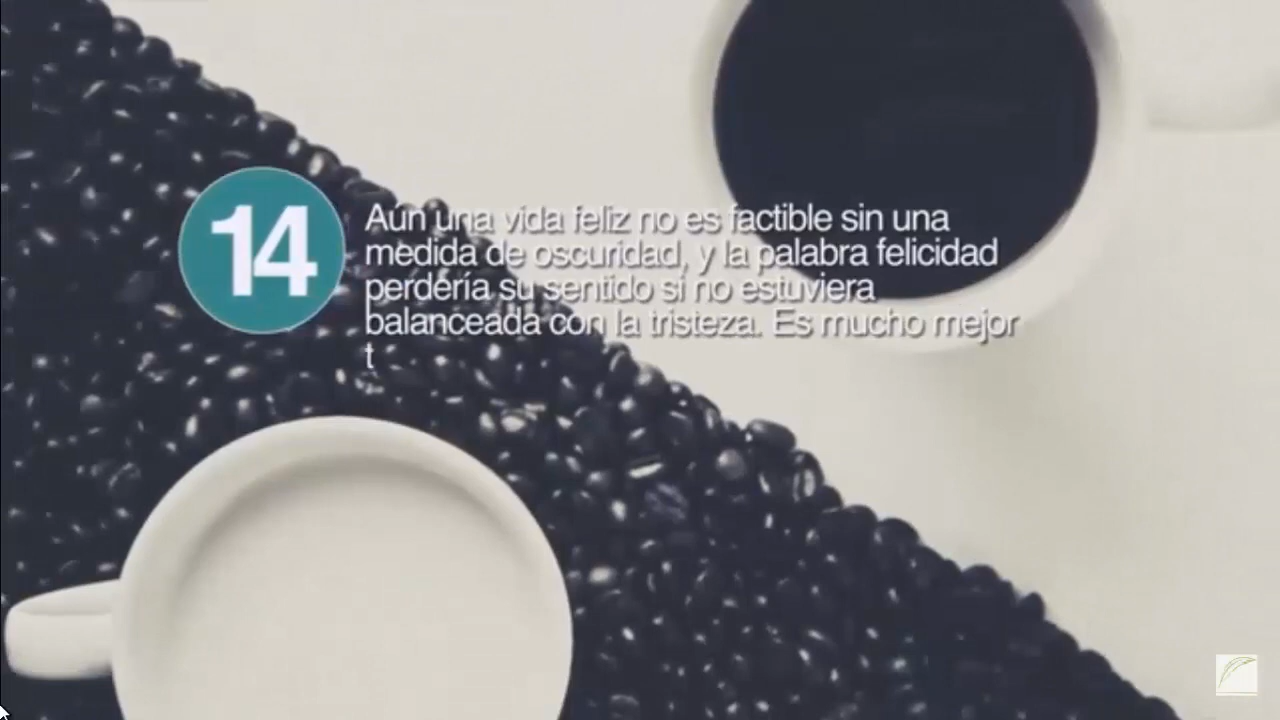 14
Aún una vida feliz no es factible sin una
medida de oscuridad, y la palabra felicidad
perdería su sentido si no estuviera
balanceada con la tristeza. Es mucho mejor
t